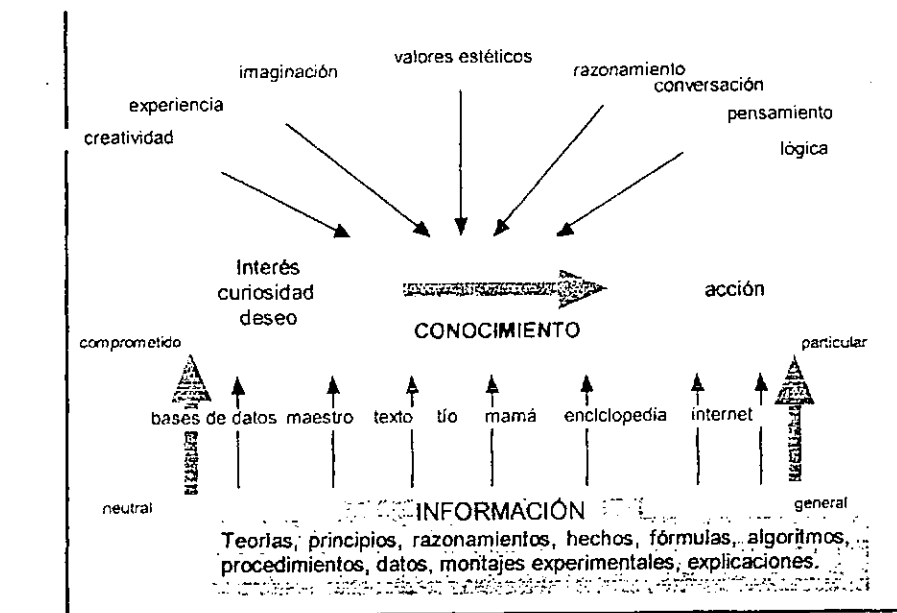 valores estéticos
imaginación
razonamiento
conversación
experiencia
pensamiento
creatividad
lógica
Interés
curiosidad
deseo
acción
CONOCIMIENTO
comprometido
particular
bases de datos maestro texto tío mamá enciclopedia internet
neutral
general
INFORMACIÓN
Teorías, principios, razonamientos, hechos, fórmulas, algoritmos,
procedimientos, datos, montajes experimentales, explicaciones.